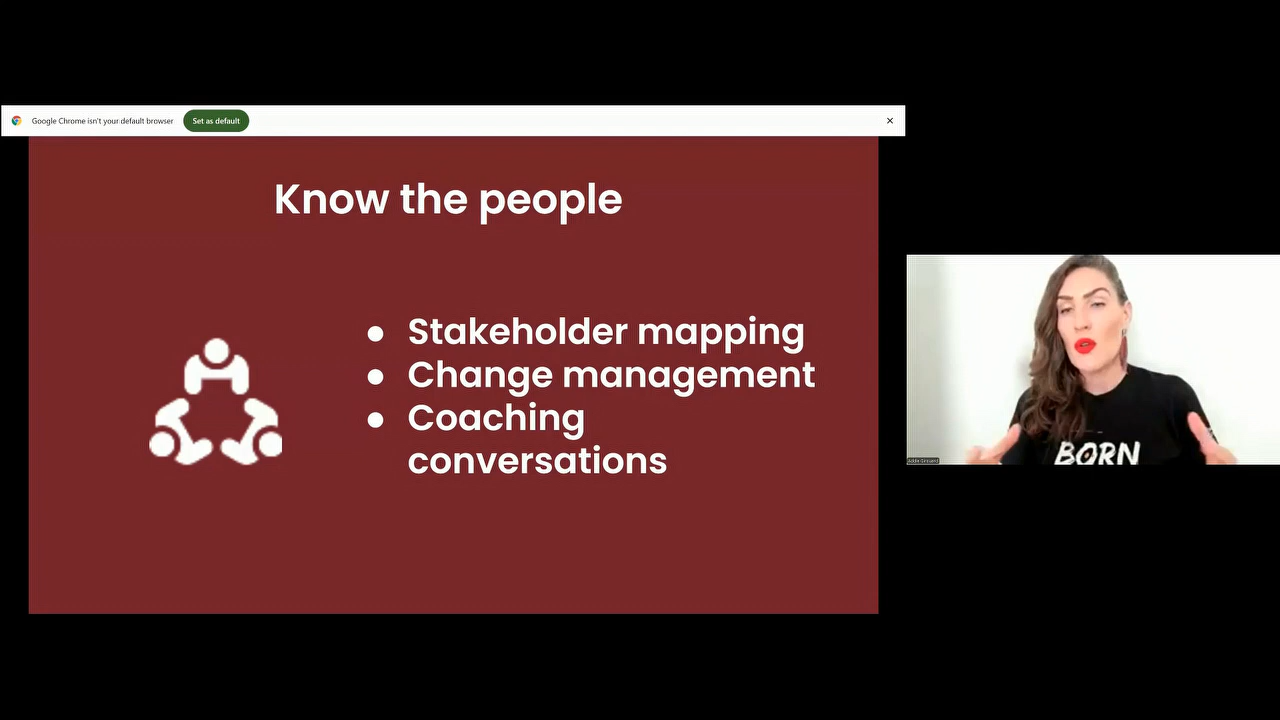 Google Chrome isn't your default browser
Set as default
Know the people
● Stakeholder mapping
● Change management
● Coaching
conversations
BORN